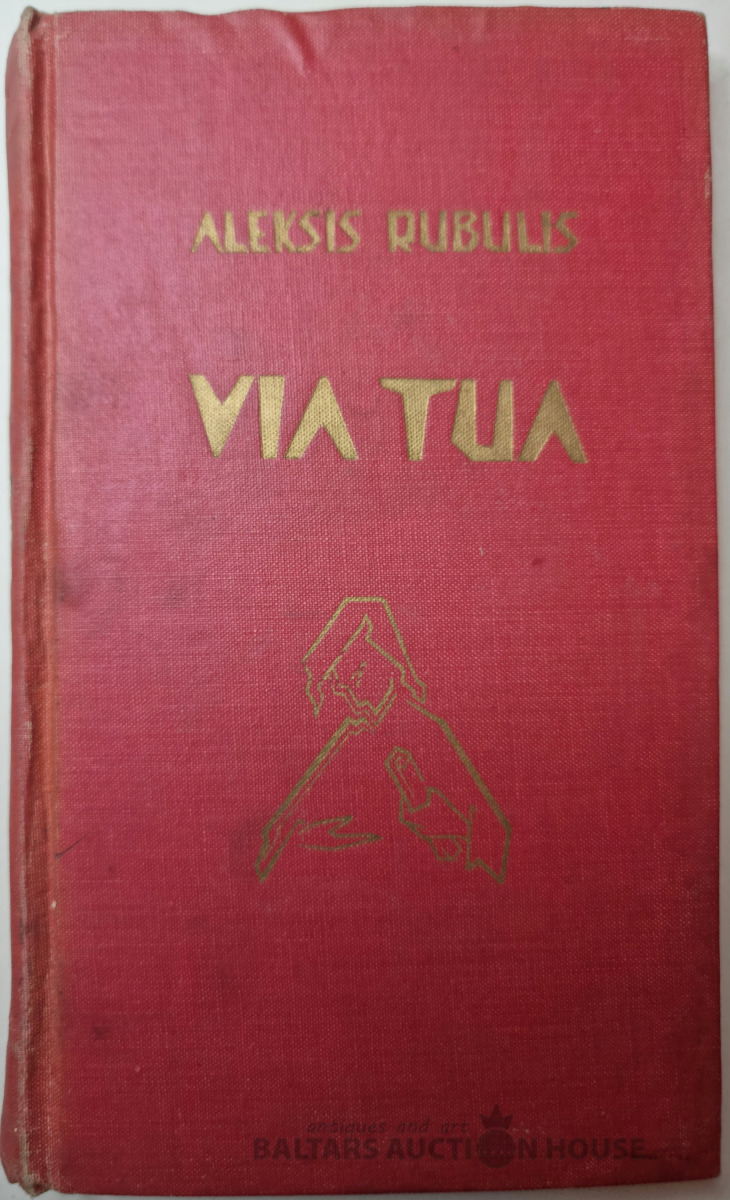 ALEKSIS RUBULIS
VIA TUA
antiques and art
BALTARS AUCTION HOUSE